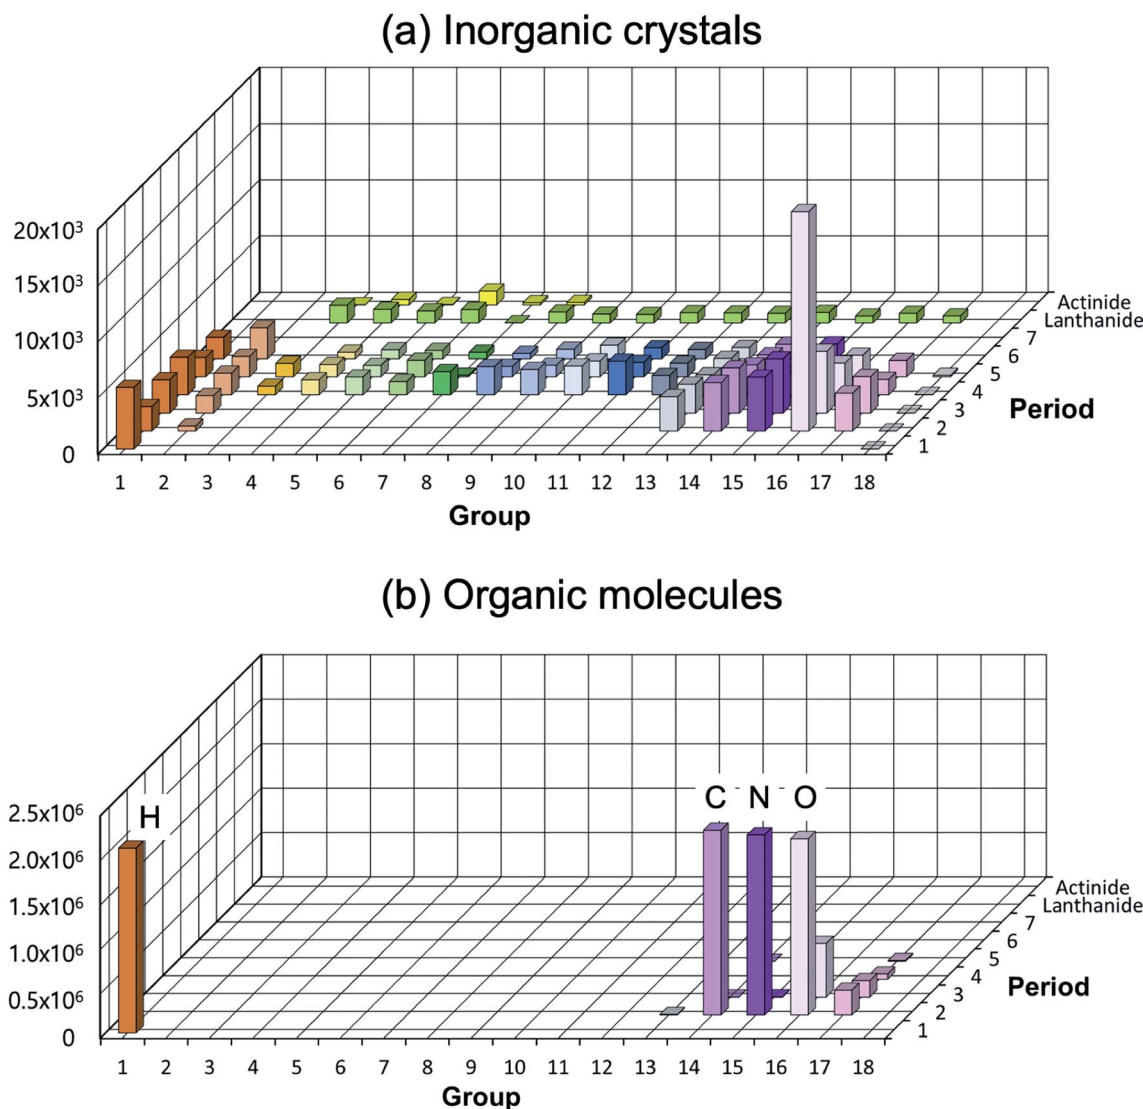 (a) Inorganic crystals
20x10³
15x10³
10x10³
5x10³
0
1 2 3 4 5 6 7 8 9 10 11 12 13 14 15 16 17 18
Group
Actinide
Lanthanide
7
6
5
4
3
2
1
Period
(b) Organic molecules
2.5x10⁶
2.0x10⁶
1.5x10⁶
1.0x10⁶
0.5x10⁶
0
H
C N O
1 2 3 4 5 6 7 8 9 10 11 12 13 14 15 16 17 18
Group
Actinide
Lanthanide
7
6
5
4
3
2
1
Period